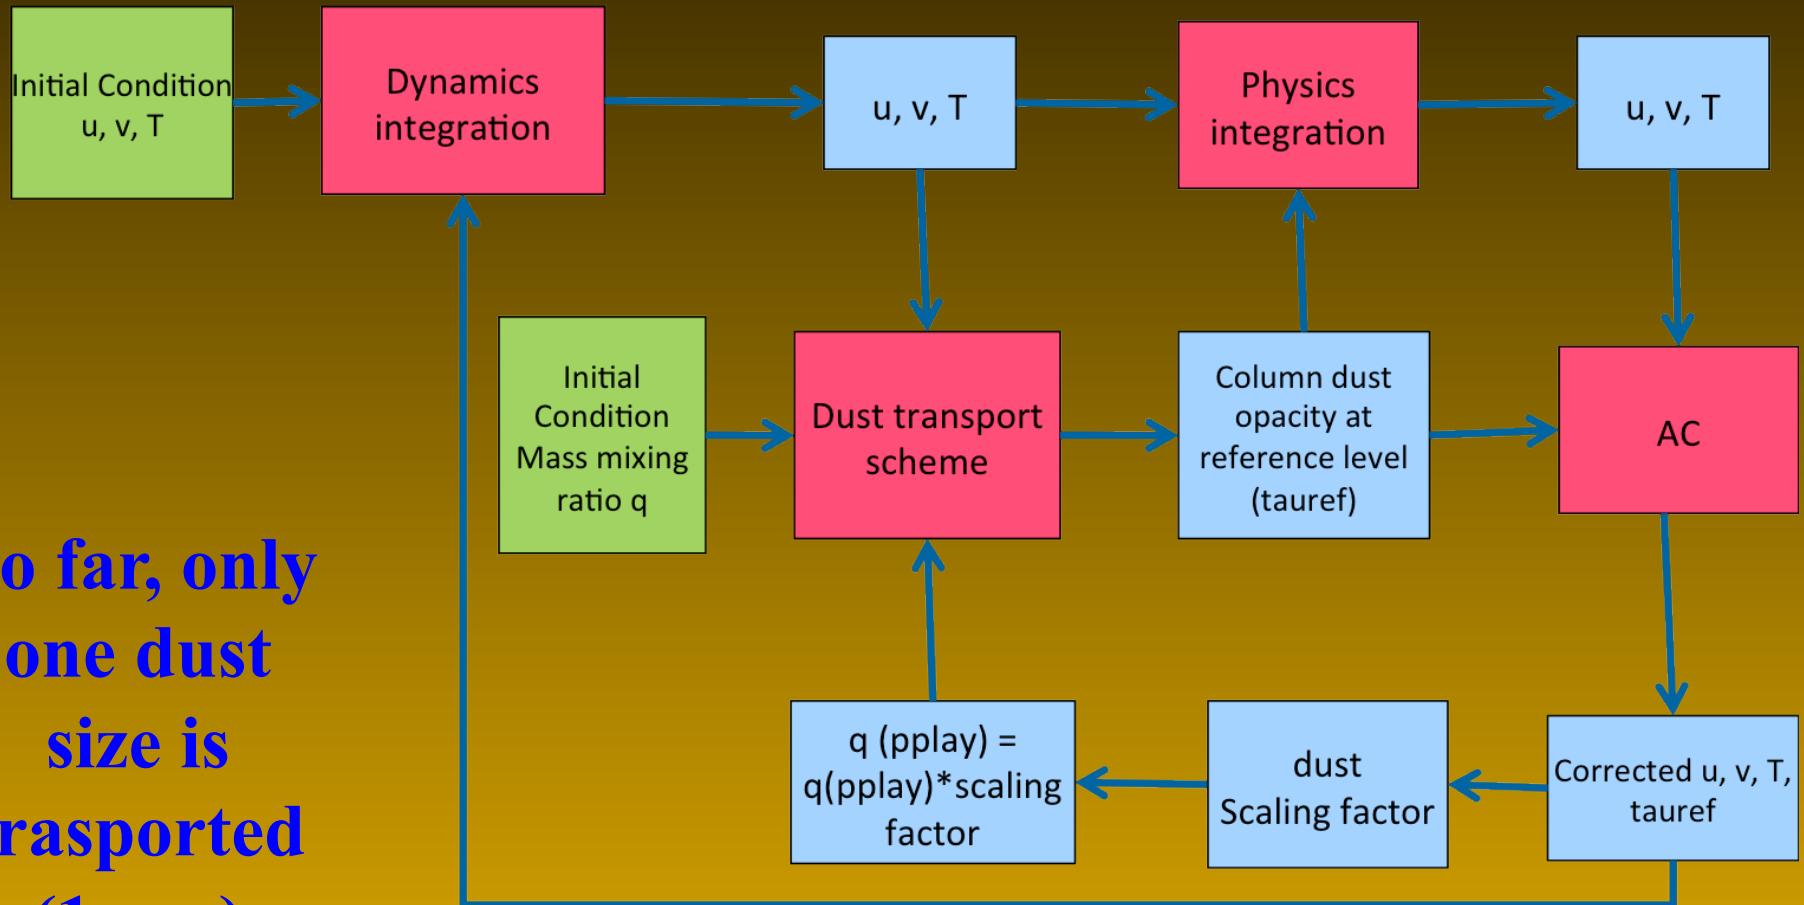 Initial Condition
u, v, T
Dynamics
integration
u, v, T
Physics
integration
u, v, T
Initial
Condition
Mass mixing
ratio q
Dust transport
scheme
Column dust
opacity at
reference level
(tauref)
AC
o far, only
one dust
size is
rasported
q (pplay) =
q(pplay)*scaling
factor
dust
Scaling factor
Corrected u, v, T,
tauref